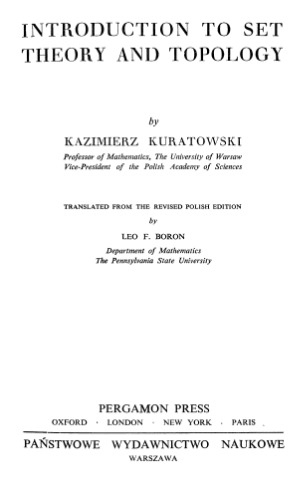 INTRODUCTION TO SET
THEORY AND TOPOLOGY
by
KAZIMIERZ KURATOWSKI
Professor of Mathematics, The University of Warsaw
Vice-President of the Polish Academy of Sciences
TRANSLATED FROM THE REVISED POLISH EDITION
by
LEO F. BORON
Department of Mathematics
The Pennsylvania State University
PERGAMON PRESS
OXFORD · LONDON · NEW YORK · PARIS
PAŃSTWOWE WYDAWNICTWO NAUKOWE
WARSZAWA